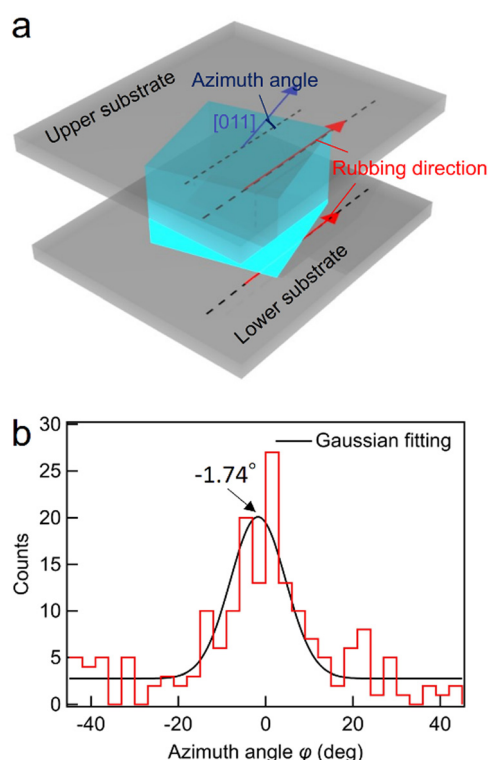 a
Upper substrate
Azimuth angle
[011]
Rubbing direction
Lower substrate
b
30
25
20
15
10
5
0
Counts
Gaussian fitting
-1.74°
-40 -20 0 20 40
Azimuth angle φ (deg)